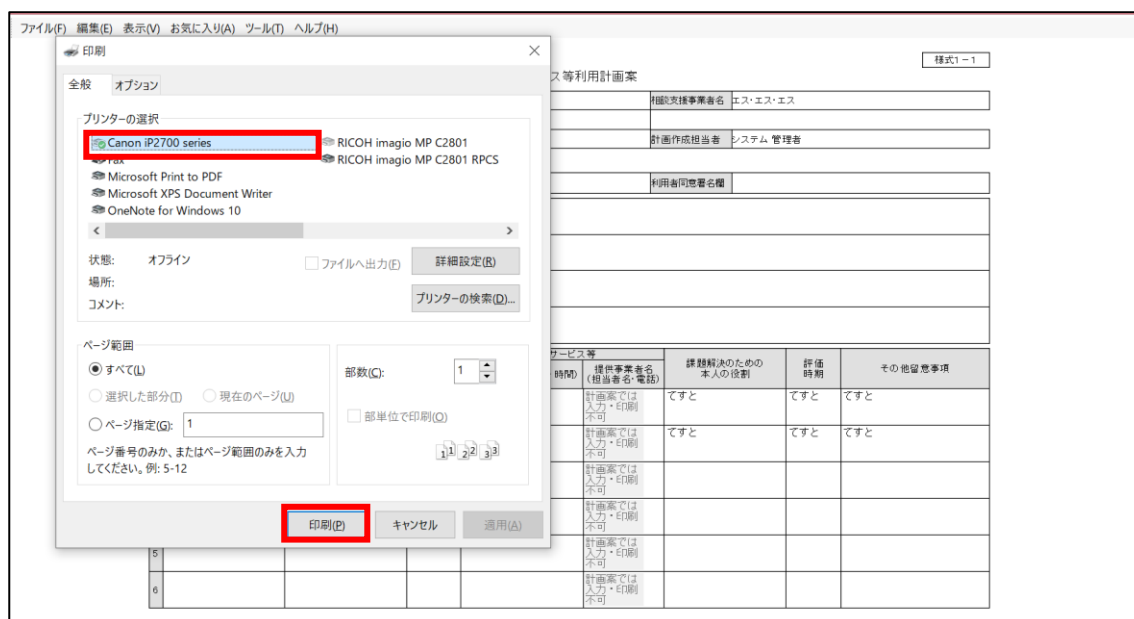 ファイル(F) 編集(E) 表示(V) お気に入り(A) ツール(T) ヘルプ(H)
印刷
全般 オプション
プリンターの選択
Canon iP2700 series
Fax
Microsoft Print to PDF
Microsoft XPS Document Writer
OneNote for Windows 10
RICOH imagio MP C2801
RICOH imagio MP C2801 RPCS
状態: オフライン
場所:
コメント:
ファイルへ出力(F)
詳細設定(R)
プリンターの検索(D)...
ページ範囲
すべて(L)
選択した部分(T) 現在のページ(U)
ページ指定(G): 1
ページ番号のみか、またはページ範囲のみを入力
してください。例: 5-12
部数(C): 1
部単位で印刷(O)
11 22 33
印刷(P) キャンセル 適用(A)
様式1-1
ス等利用計画案
相談支援事業者名 エス・エス・エス
計画作成担当者 システム 管理者
利用者同意署名欄
サービス等
時間)
提供事業者名
(担当者名・電話)
課題解決のための
本人の役割
評価
時期
その他留意事項
計画案では
入力・印刷
不可
てすと てすと てすと
計画案では
入力・印刷
不可
てすと てすと てすと
計画案では
入力・印刷
不可
計画案では
入力・印刷
不可
5
計画案では
入力・印刷
不可
6
計画案では
入力・印刷
不可